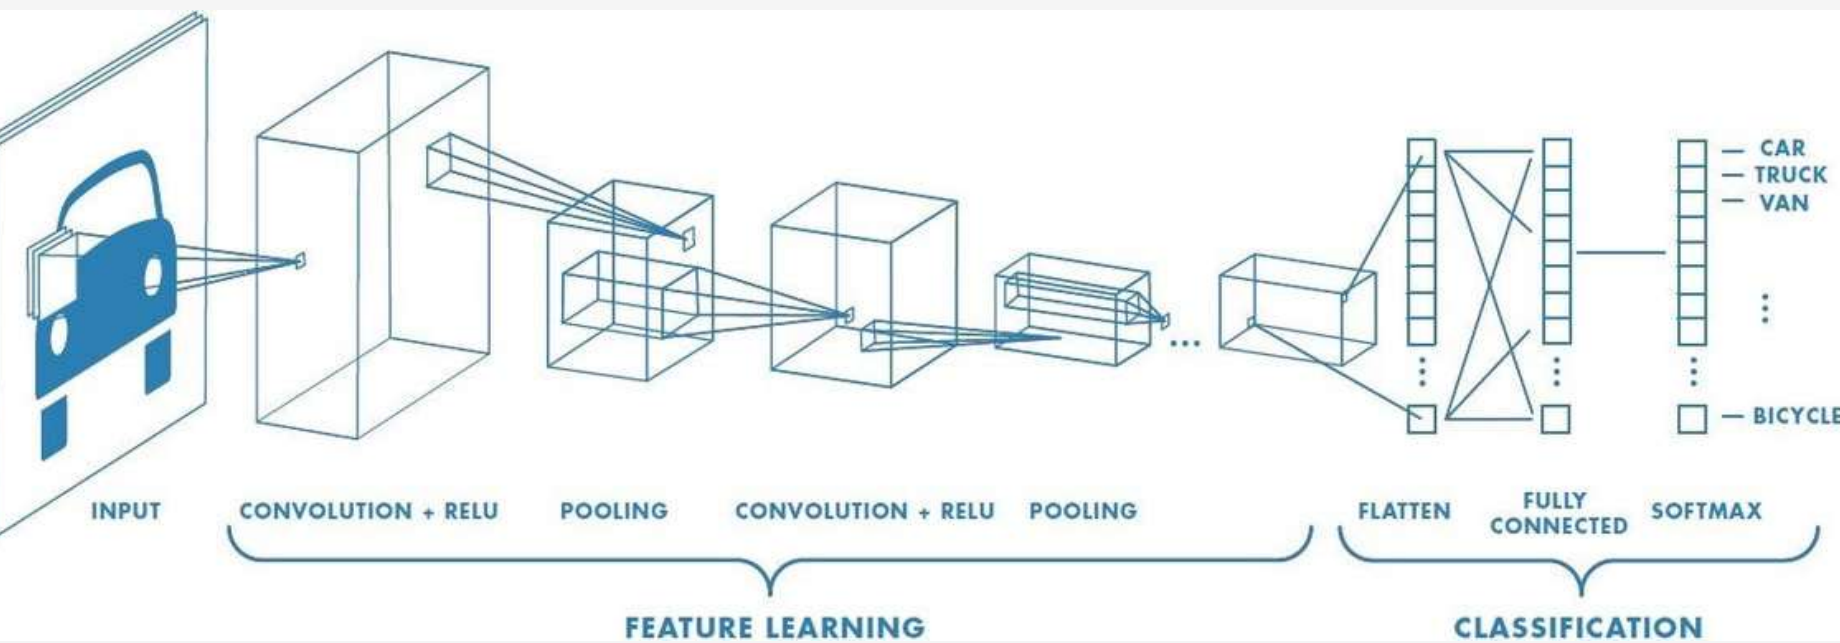 CAR
TRUCK
VAN
BICYCLE
INPUT
CONVOLUTION + RELU
POOLING
CONVOLUTION + RELU
POOLING
FLATTEN
FULLY
CONNECTED
SOFTMAX
FEATURE LEARNING
CLASSIFICATION